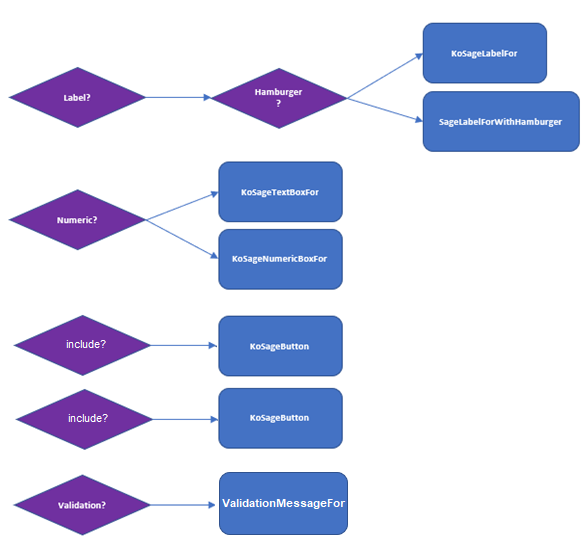 KoSageLabelFor
Label?
Hamburger
?
SageLabelForWithHamburger
KoSageTextBoxFor
Numeric?
KoSageNumericBoxFor
include?
KoSageButton
include?
KoSageButton
Validation?
ValidationMessageFor